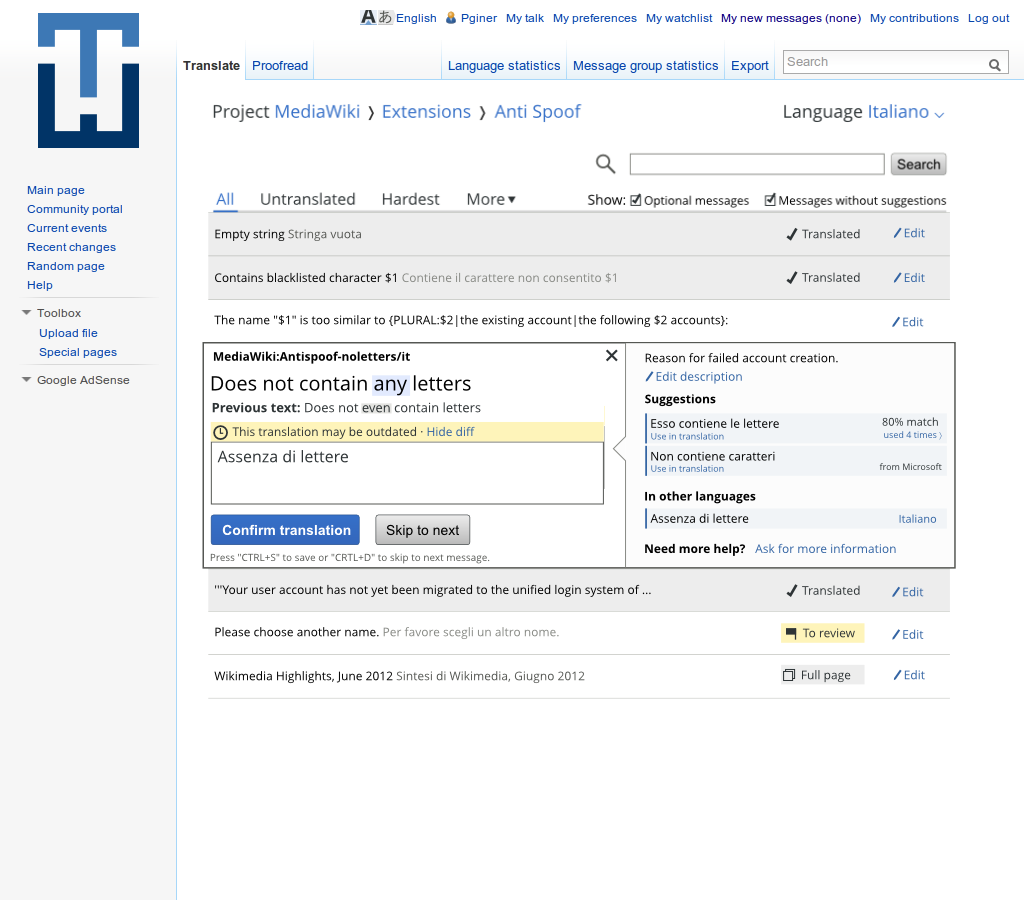 English Pginer My talk My preferences My watchlist My new messages (none) My contributions Log out
Translate Proofread Language statistics Message group statistics Export Search
Project MediaWiki ❭ Extensions ❭ Anti Spoof Language Italiano
Search
All Untranslated Hardest More ▾ Show: Optional messages Messages without suggestions
Main page
Community portal
Current events
Recent changes
Random page
Help
Toolbox
Upload file
Special pages
Google AdSense
Empty string Stringa vuota Translated Edit
Contains blacklisted character $1 Contiene il carattere non consentito $1 Translated Edit
The name "$1" is too similar to {PLURAL:$2|the existing account|the following $2 accounts}: Edit
MediaWiki:Antispoof-noletters/it
Does not contain any letters
Previous text: Does not even contain letters
This translation may be outdated · Hide diff
Assenza di lettere
Confirm translation Skip to next
Press "CTRL+S" to save or "CRTL+D" to skip to next message.
Reason for failed account creation.
Edit description
Suggestions
Esso contiene le lettere 80% match
Use in translation used 4 times ⟩
Non contiene caratteri
Use in translation from Microsoft
In other languages
Assenza di lettere Italiano
Need more help? Ask for more information
'''Your user account has not yet been migrated to the unified login system of ... Translated Edit
Please choose another name. Per favore scegli un altro nome. To review Edit
Wikimedia Highlights, June 2012 Sintesi di Wikimedia, Giugno 2012 Full page Edit